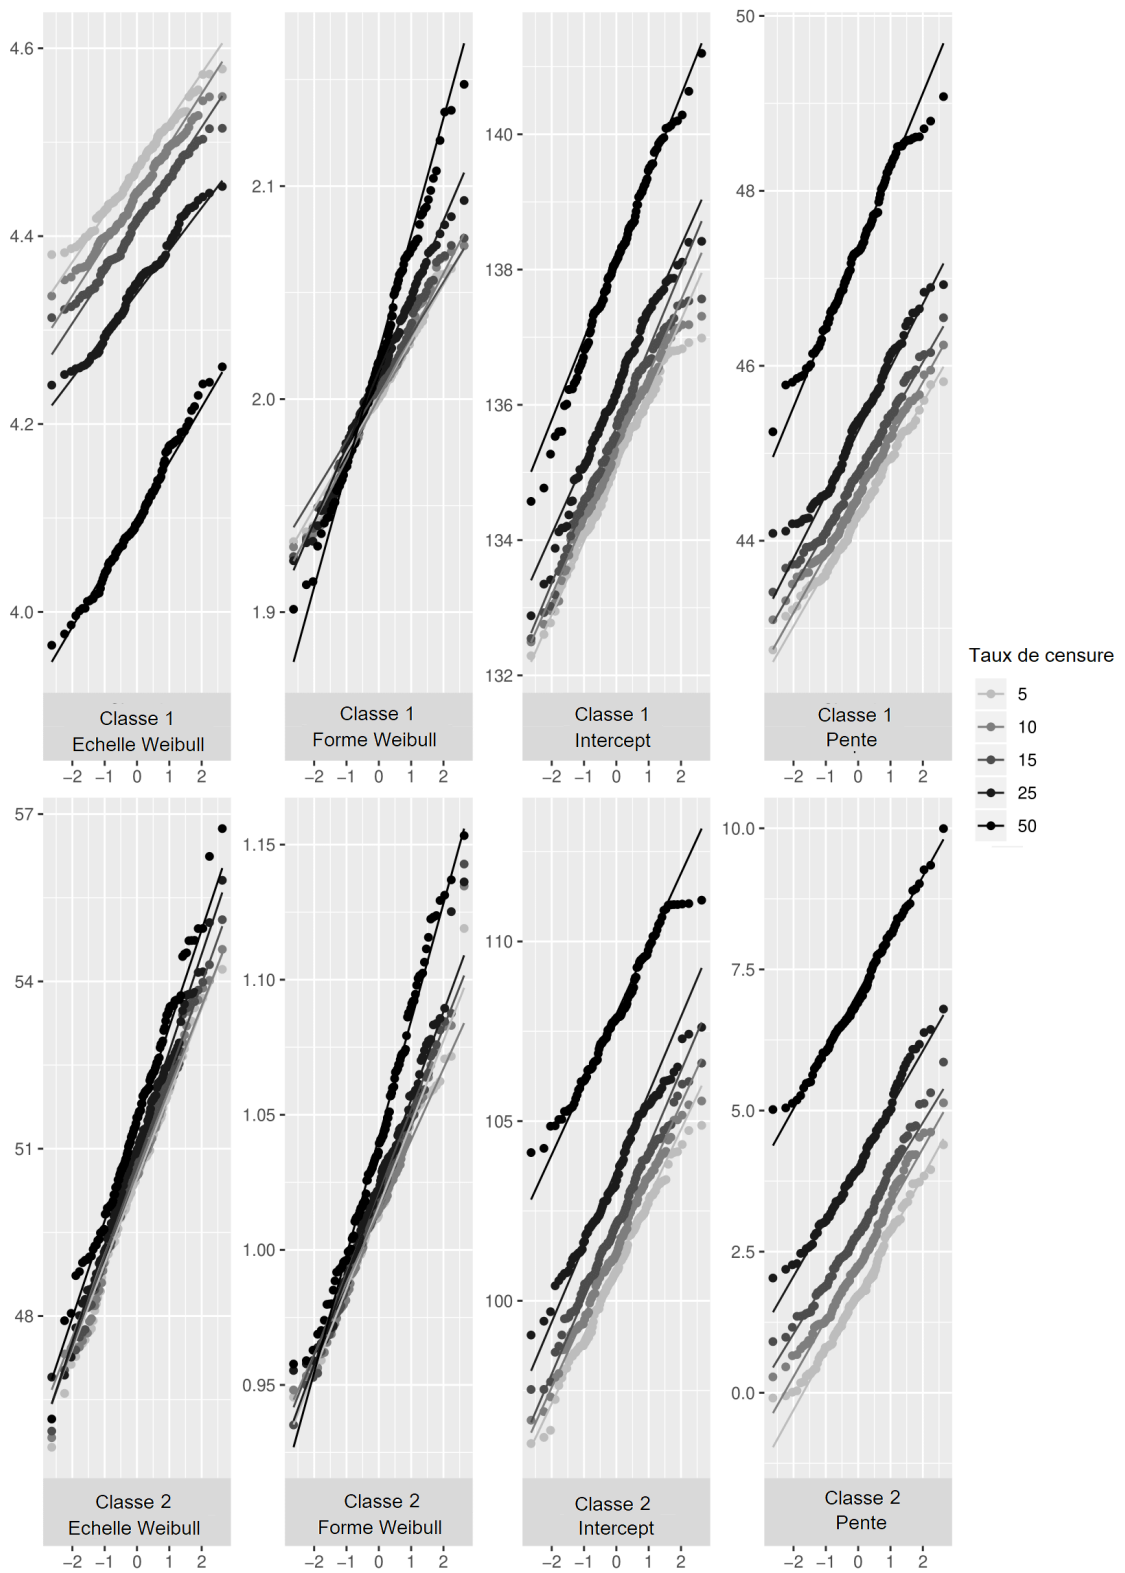 4.6
4.4
4.2
4.0
Classe 1
Echelle Weibull
−2 −1 0 1 2
2.1
2.0
1.9
Classe 1
Forme Weibull
−2 −1 0 1 2
140
138
136
134
132
Classe 1
Intercept
−2 −1 0 1 2
50
48
46
44
Classe 1
Pente
−2 −1 0 1 2
Taux de censure
5
10
15
25
50
57
54
51
48
Classe 2
Echelle Weibull
−2 −1 0 1 2
1.15
1.10
1.05
1.00
0.95
Classe 2
Forme Weibull
−2 −1 0 1 2
110
105
100
Classe 2
Intercept
−2 −1 0 1 2
10.0
7.5
5.0
2.5
0.0
Classe 2
Pente
−2 −1 0 1 2